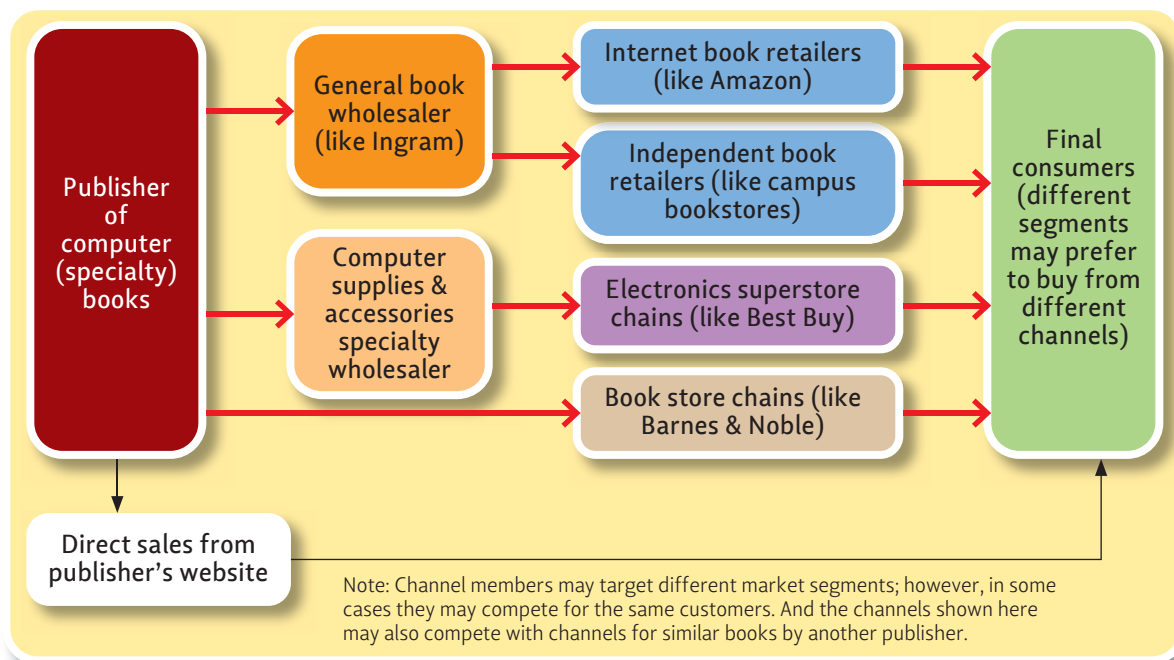 Publisher
of
computer
(specialty)
books
General book
wholesaler
(like Ingram)
Computer
supplies &
accessories
specialty
wholesaler
Internet book retailers
(like Amazon)
Independent book
retailers (like campus
bookstores)
Electronics superstore
chains (like Best Buy)
Book store chains (like
Barnes & Noble)
Final
consumers
(different
segments
may prefer
to buy from
different
channels)
Direct sales from
publisher’s website
Note: Channel members may target different market segments; however, in some
cases they may compete for the same customers. And the channels shown here
may also compete with channels for similar books by another publisher.